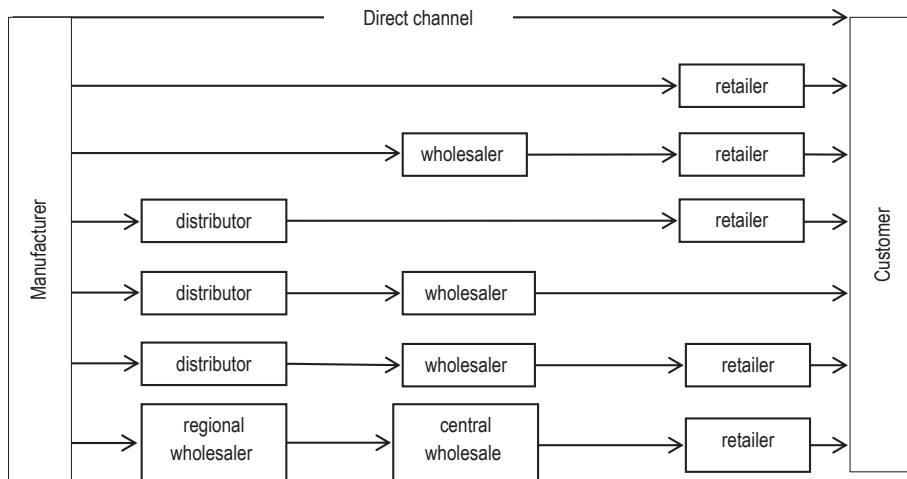 Direct channel
retailer
wholesaler
retailer
distributor
retailer
distributor
wholesaler
distributor
wholesaler
retailer
regional
wholesaler
central
wholesale
retailer
Manufacturer
Customer